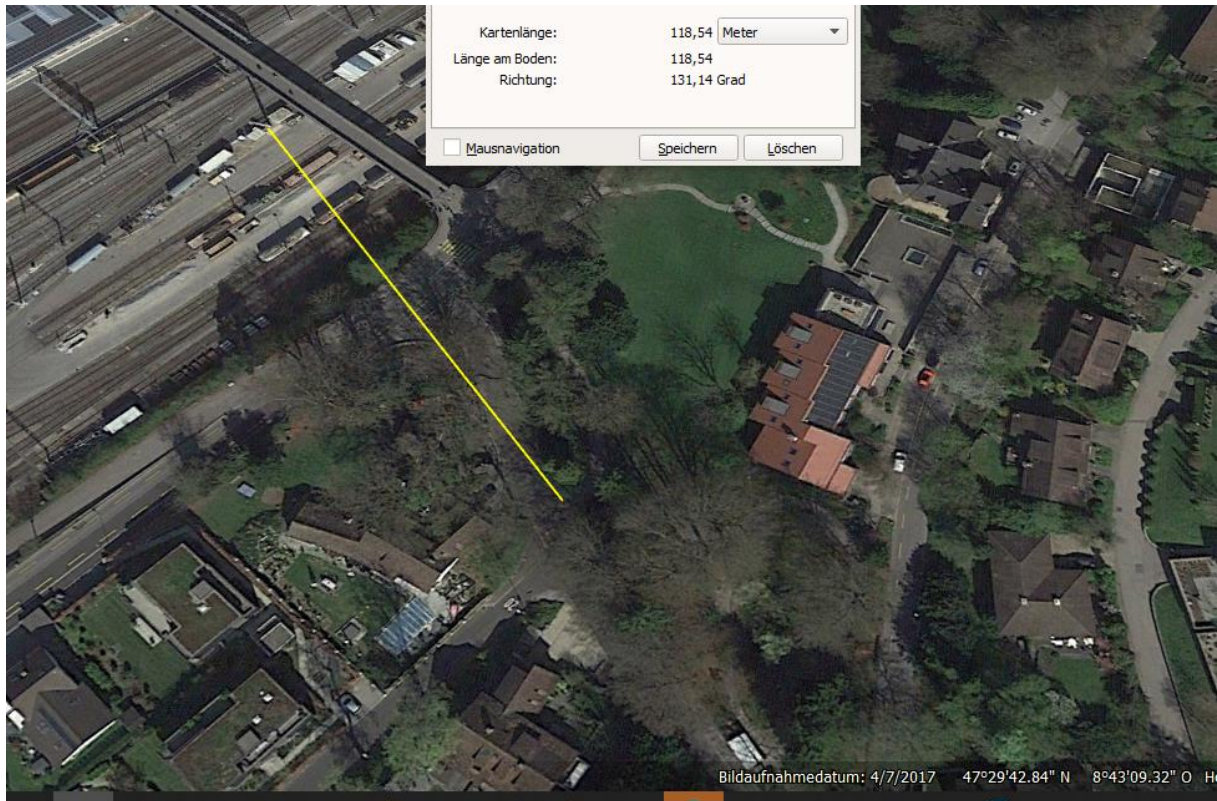 Kartenlänge: 118,54 Meter
Länge am Boden: 118,54
Richtung: 131,14 Grad
Mausnavigation Speichern Löschen
Bildaufnahmedatum: 4/7/2017 47°29'42.84" N 8°43'09.32" O